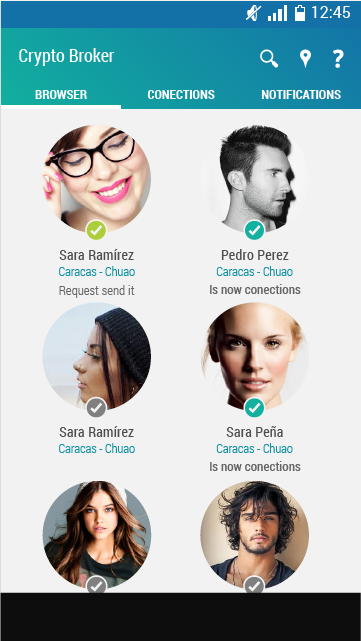 12:45
Crypto Broker
?
BROWSER CONECTIONS NOTIFICATIONS
Sara Ramírez
Caracas - Chuao
Request send it
Pedro Perez
Caracas - Chuao
Is now conections
Sara Ramírez
Caracas - Chuao
Sara Peña
Caracas - Chuao
Is now conections